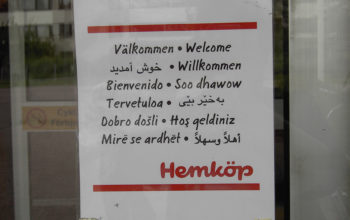 Välkommen • Welcome
خوش آمدید • Willkommen
Bienvenido • Soo dhawow
Tervetuloa • بەخێر بێی
Dobro došli • Hoş geldiniz
Mirë se ardhët • أهلاً وسهلاً
Hemköp